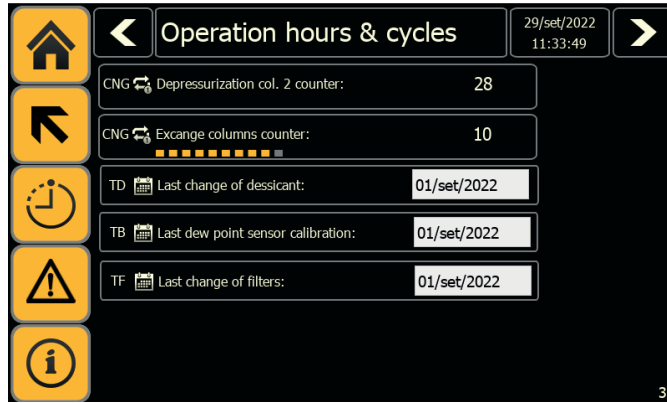 Operation hours & cycles
29/set/2022
11:33:49
CNG Depressurization col. 2 counter: 28
CNG Excange columns counter: 10
TD Last change of dessicant: 01/set/2022
TB Last dew point sensor calibration: 01/set/2022
TF Last change of filters: 01/set/2022
3